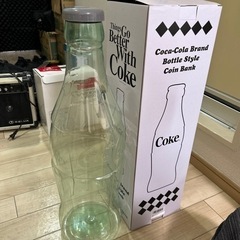 Things Go
Better
With
Coke
Coca-Cola Brand
Bottle Style
Coin Bank
Coke